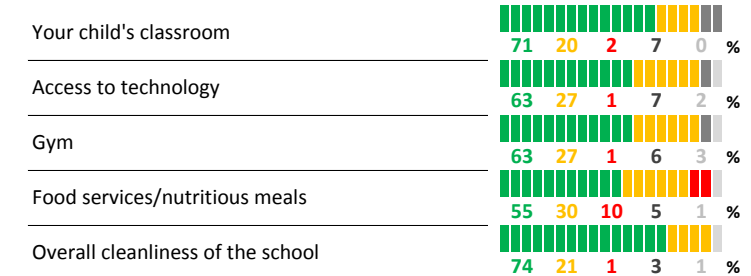 Your child's classroom
71 20 2 7 0 %
Access to technology
63 27 1 7 2 %
Gym
63 27 1 6 3 %
Food services/nutritious meals
55 30 10 5 1 %
Overall cleanliness of the school
74 21 1 3 1 %